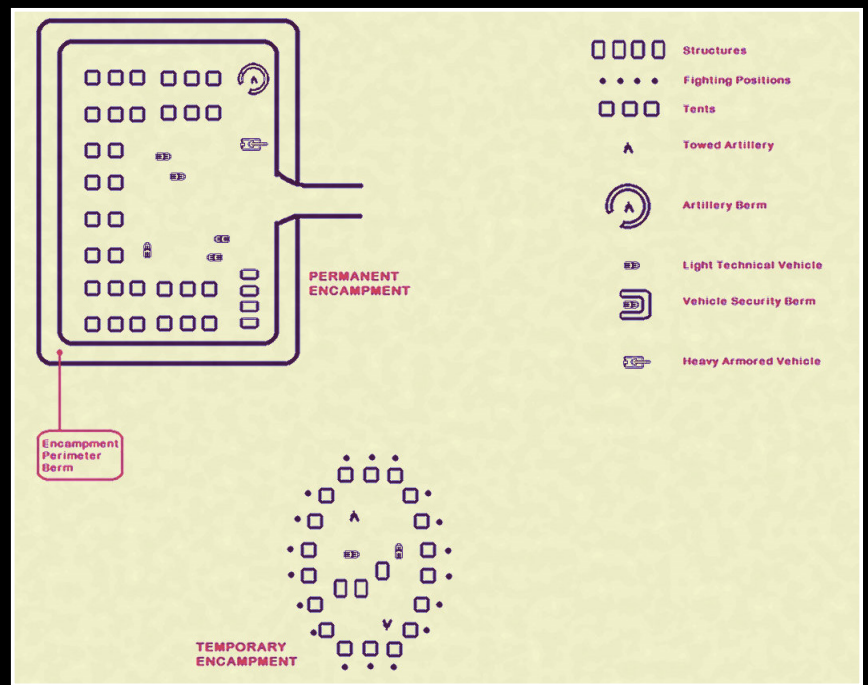 Structures
Fighting Positions
Tents
Towed Artillery
Artillery Berm
Light Technical Vehicle
Vehicle Security Berm
Heavy Armored Vehicle
PERMANENT
ENCAMPMENT
Encampment
Perimeter
Berm
TEMPORARY
ENCAMPMENT